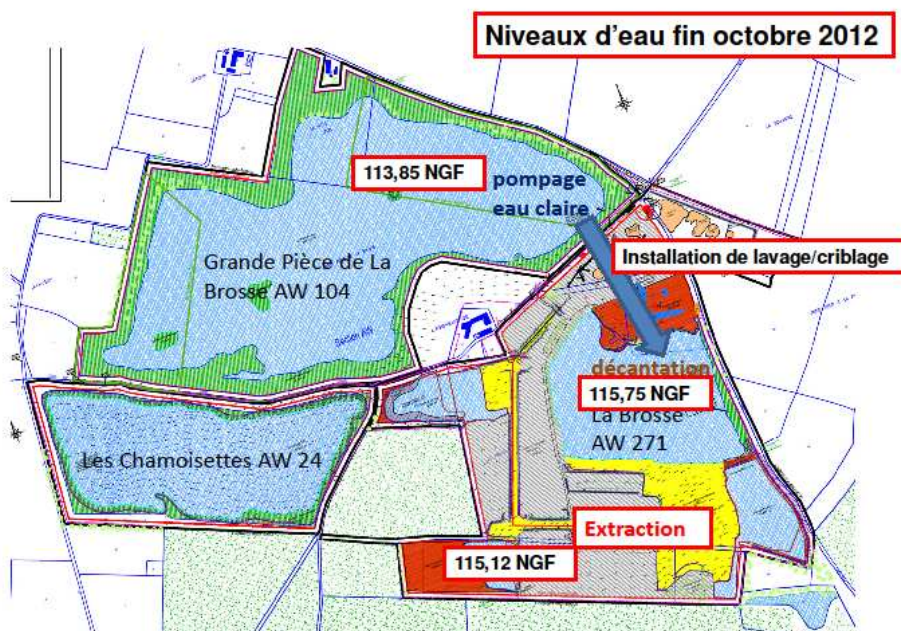 Niveaux d'eau fin octobre 2012
113,85 NGF
pompage
eau claire
Installation de lavage/criblage
Grande Pièce de La
Brosse AW 104
décantation
115,75 NGF
La Brosse
AW 271
Les Chamoisettes AW 24
Extraction
115,12 NGF